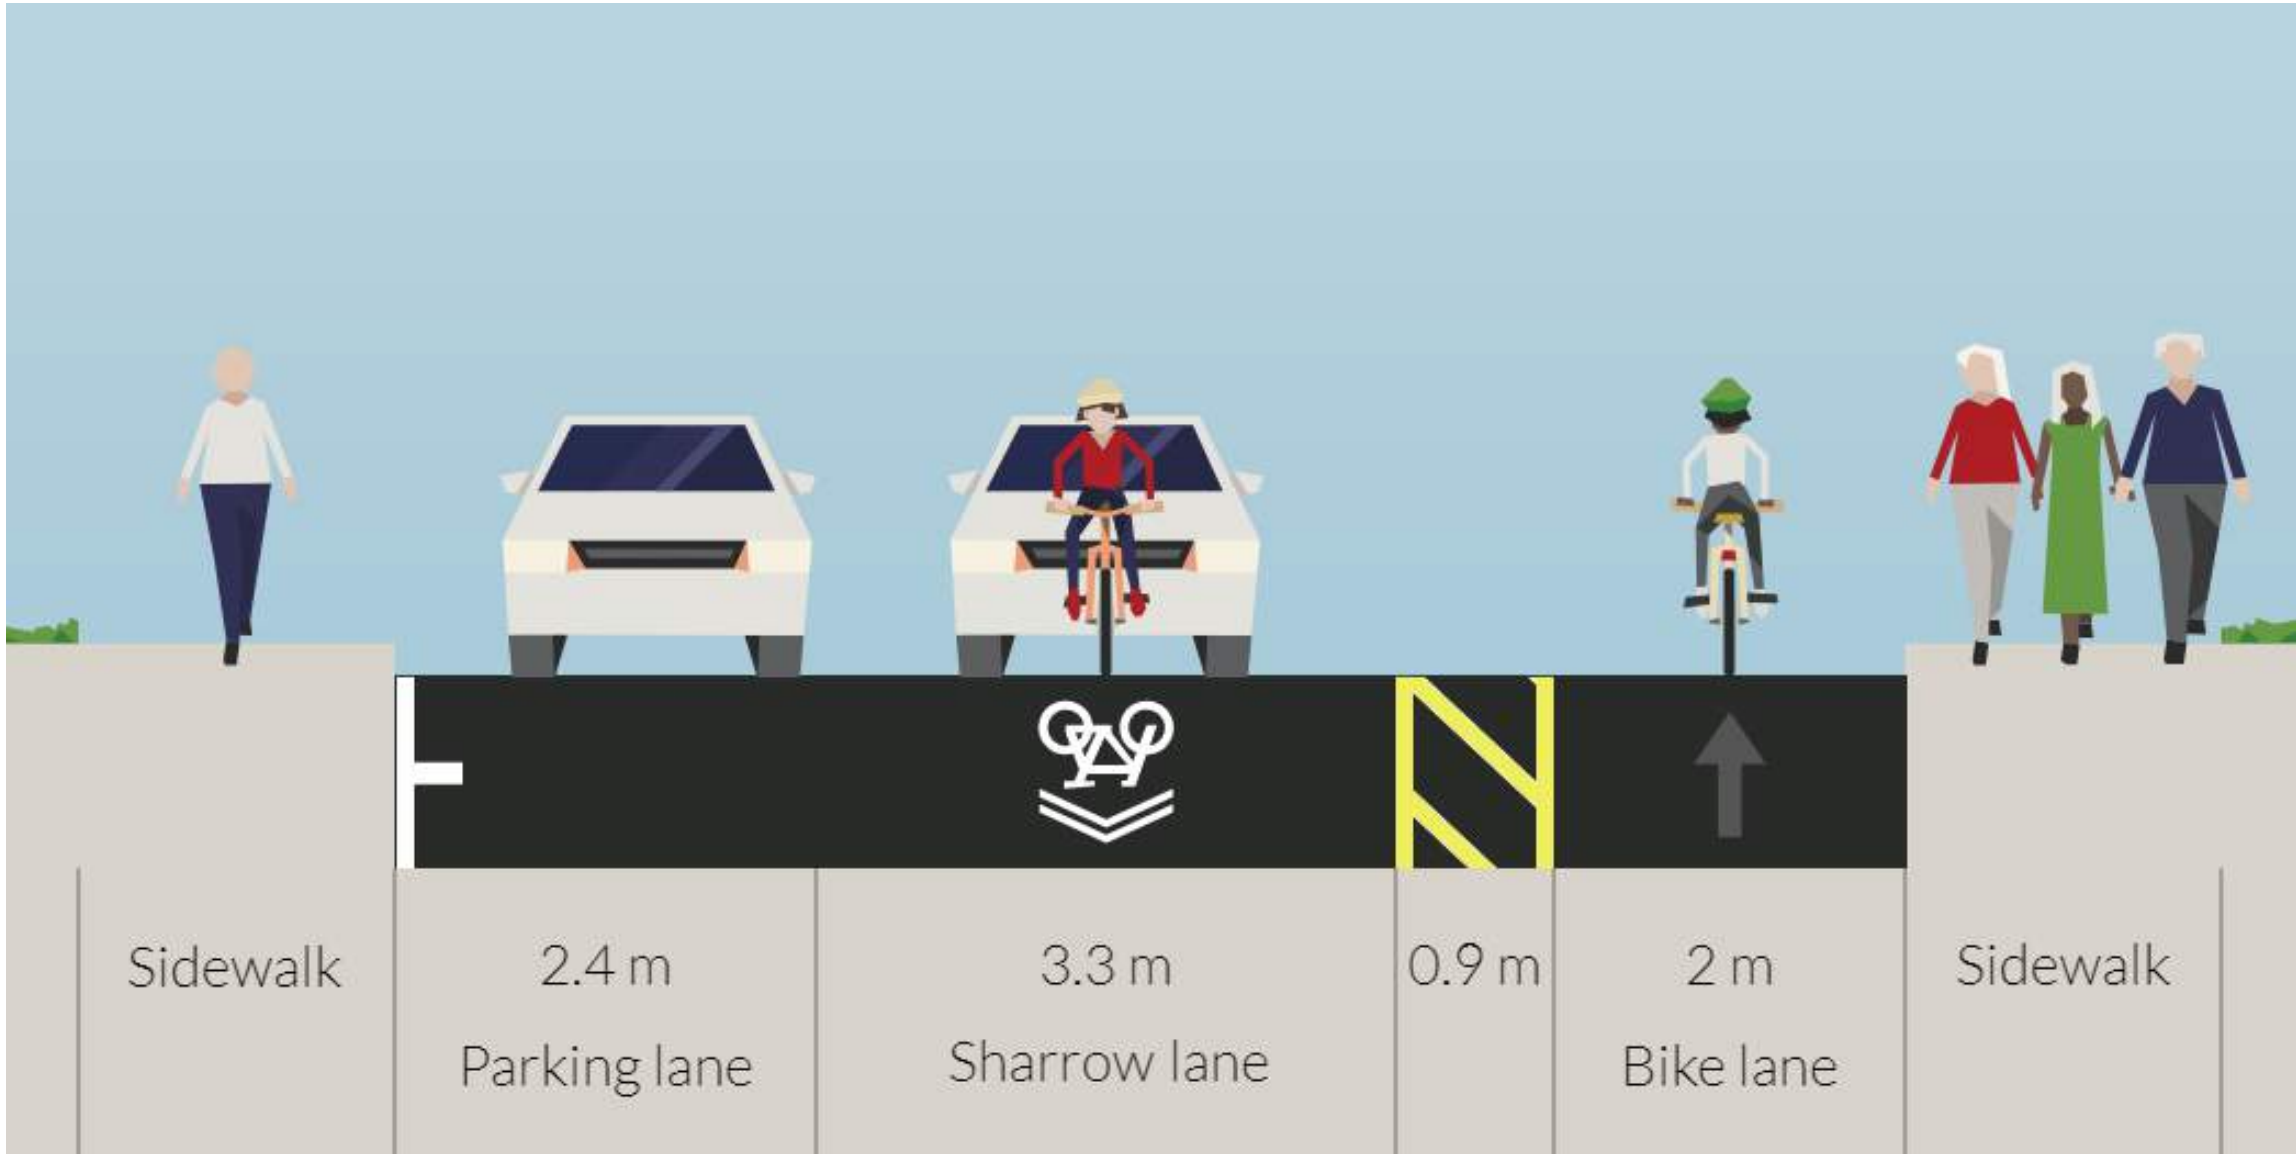 Sidewalk
2.4 m
Parking lane
3.3 m
Sharrow lane
0.9 m
2 m
Bike lane
Sidewalk